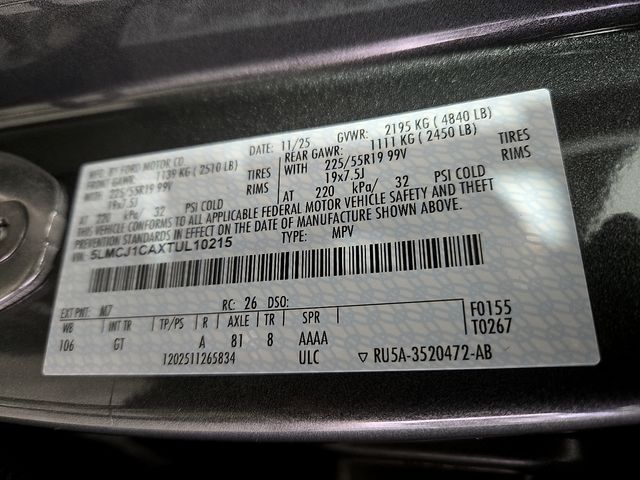 MFG. BY FORD MOTOR CO.
DATE: 11/25 GVWR: 2195 KG ( 4840 LB)
FRONT GAWR: 1139 KG ( 2510 LB) REAR GAWR: 1111 KG ( 2450 LB)
WITH 225/55R19 99V TIRES WITH 225/55R19 99V TIRES
19x7.5J RIMS 19x7.5J RIMS
AT 220 kPa/ 32 PSI COLD AT 220 kPa/ 32 PSI COLD
THIS VEHICLE CONFORMS TO ALL APPLICABLE FEDERAL MOTOR VEHICLE SAFETY AND THEFT
PREVENTION STANDARDS IN EFFECT ON THE DATE OF MANUFACTURE SHOWN ABOVE.
VIN: 5LMCJ1CAXTUL10215 TYPE: MPV
EXT PNT: M7 RC: 26 DSO:
WB INT TR TP/PS R AXLE TR SPR F0155
106 GT A 81 8 AAAA T0267
1202511265834 ULC ▽ RU5A-3520472-AB